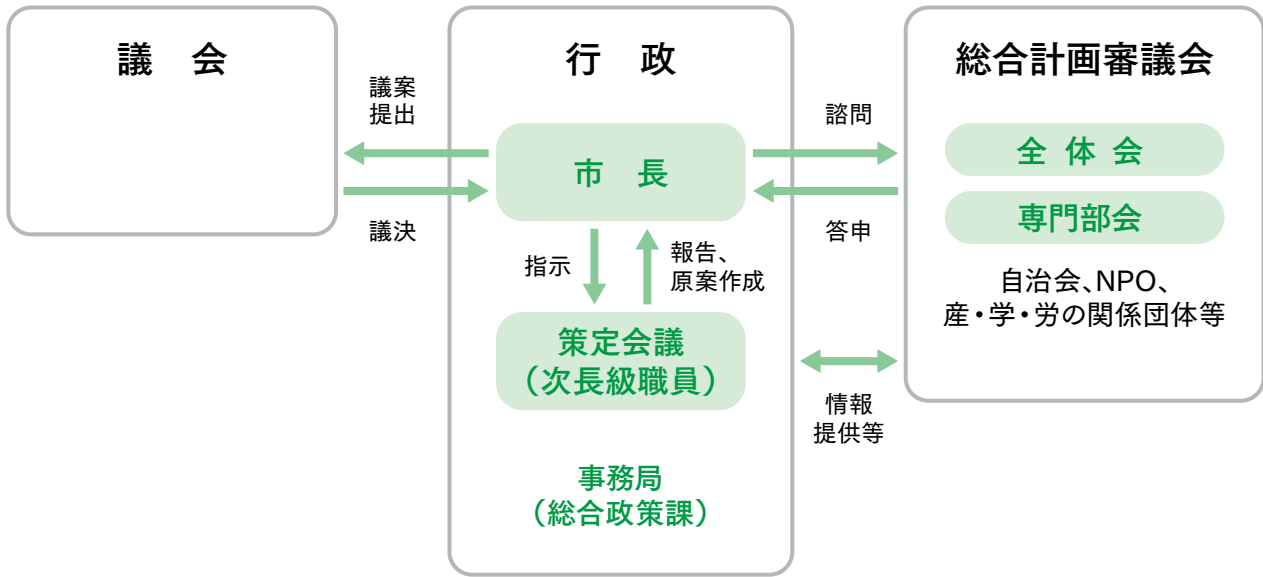 議 会
議案
提出
議決
行 政
市 長
指示
報告、
原案作成
策定会議
（次長級職員）
事務局
（総合政策課）
諮問
答申
情報
提供等
総合計画審議会
全 体 会
専門部会
自治会、NPO、
産・学・労の関係団体等